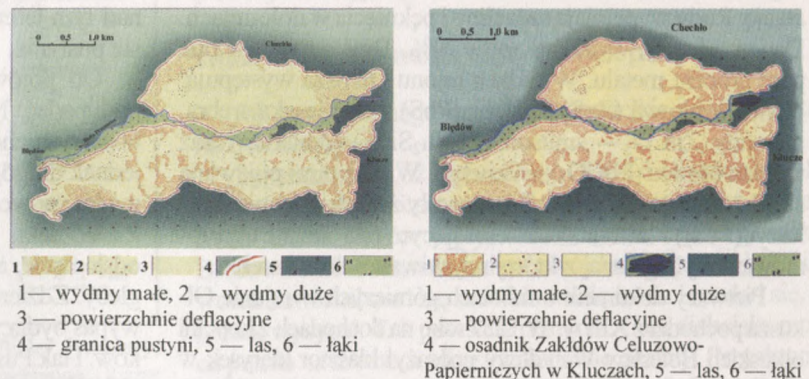 0 0,5 1,0 km
Chechło
Błędów
Klucze
1 2 3 4 5 6
1 — wydmy małe, 2 — wydmy duże
3 — powierzchnie deflacyjne
4 — granica pustyni, 5 — las, 6 — łąki
0 0,5 1,0 km
Chechło
Błędów
Klucze
1 2 3 4 5 6
1— wydmy małe, 2 — wydmy duże
3 — powierzchnie deflacyjne
4 — osadnik Zakłdów Celuzowo-
Papierniczych w Kluczach, 5 — las, 6 — łąki